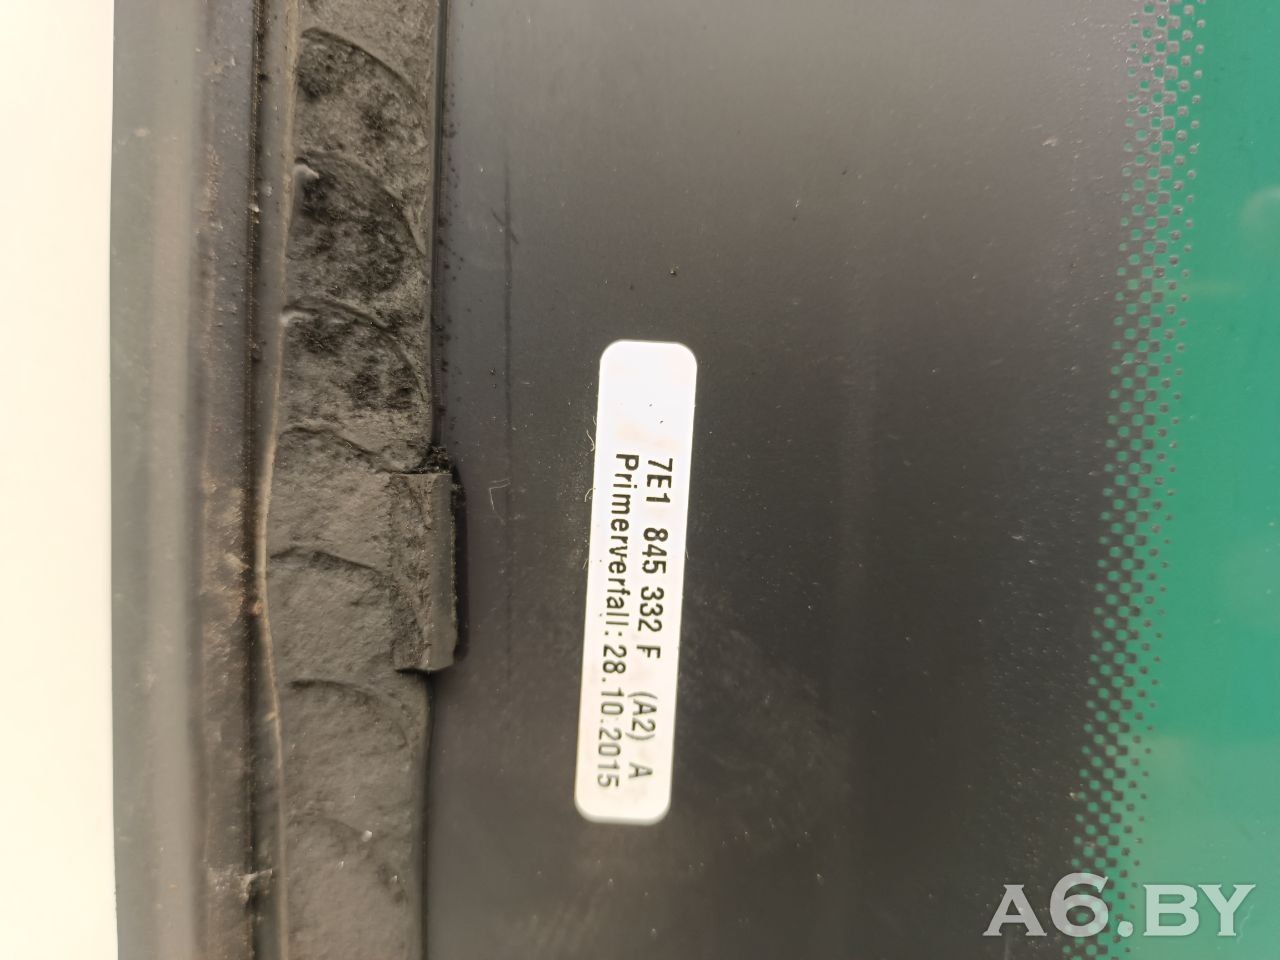 7E1 845 332 F (A2) A
Primerverfall: 28.10.2015
A6.BY